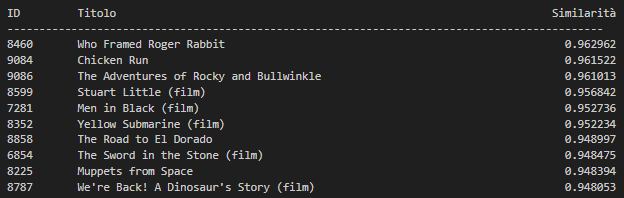 ID Titolo Similarità
----------------------------------------------------------------------------------------------------
8460 Who Framed Roger Rabbit 0.962962
9084 Chicken Run 0.961522
9086 The Adventures of Rocky and Bullwinkle 0.961013
8599 Stuart Little (film) 0.956842
7281 Men in Black (film) 0.952736
8352 Yellow Submarine (film) 0.952234
8858 The Road to El Dorado 0.948997
6854 The Sword in the Stone (film) 0.948475
8225 Muppets from Space 0.948394
8787 We're Back! A Dinosaur's Story (film) 0.948053